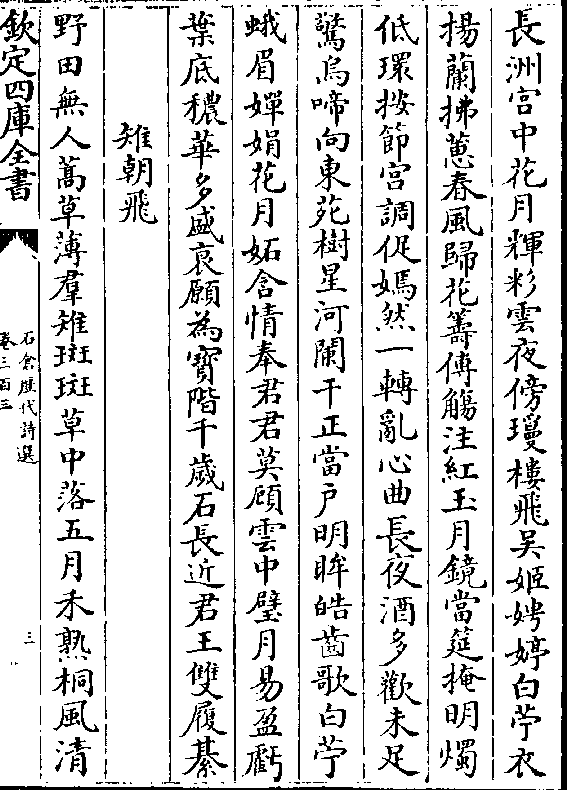 長洲宫中花月輝彩雲夜傍瓊樓飛吳姬娉婷白苧衣
揚蘭拂蕙春風歸花籌傳觴注紅玉月鏡當筵掩明燭
低環按節宮調促嫣然一轉亂心曲長夜酒多歡未足
驚烏啼向東苑樹星河闌干正當户明眸皓齒歌白苧
蛾眉嬋娟花月妬含情奉君君莫顧雲中璧月易盈虧
葉底穠華多盛衰願為寳階千歲石長近君王雙履綦
雉朝飛
野田無人蒿草薄羣雉斑斑草中落五月禾熟桐風清
欽定四庫全書
石倉歴代詩選
卷三百三
三